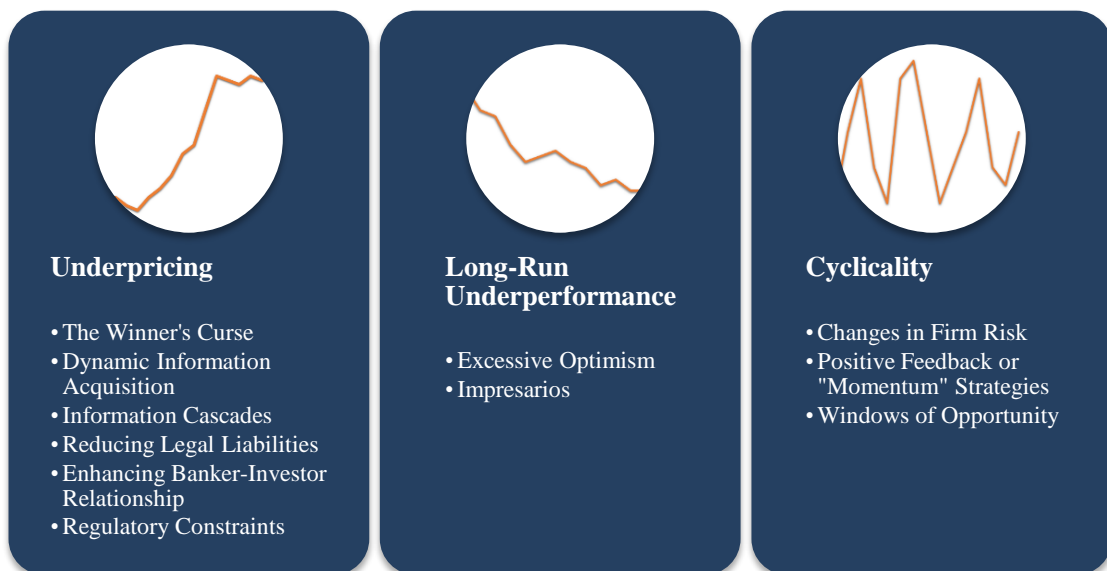 Underpricing
• The Winner's Curse
• Dynamic Information
Acquisition
• Information Cascades
• Reducing Legal Liabilities
• Enhancing Banker-Investor
Relationship
• Regulatory Constraints
Long-Run
Underperformance
• Excessive Optimism
• Impresarios
Cyclicality
• Changes in Firm Risk
• Positive Feedback or
"Momentum" Strategies
• Windows of Opportunity